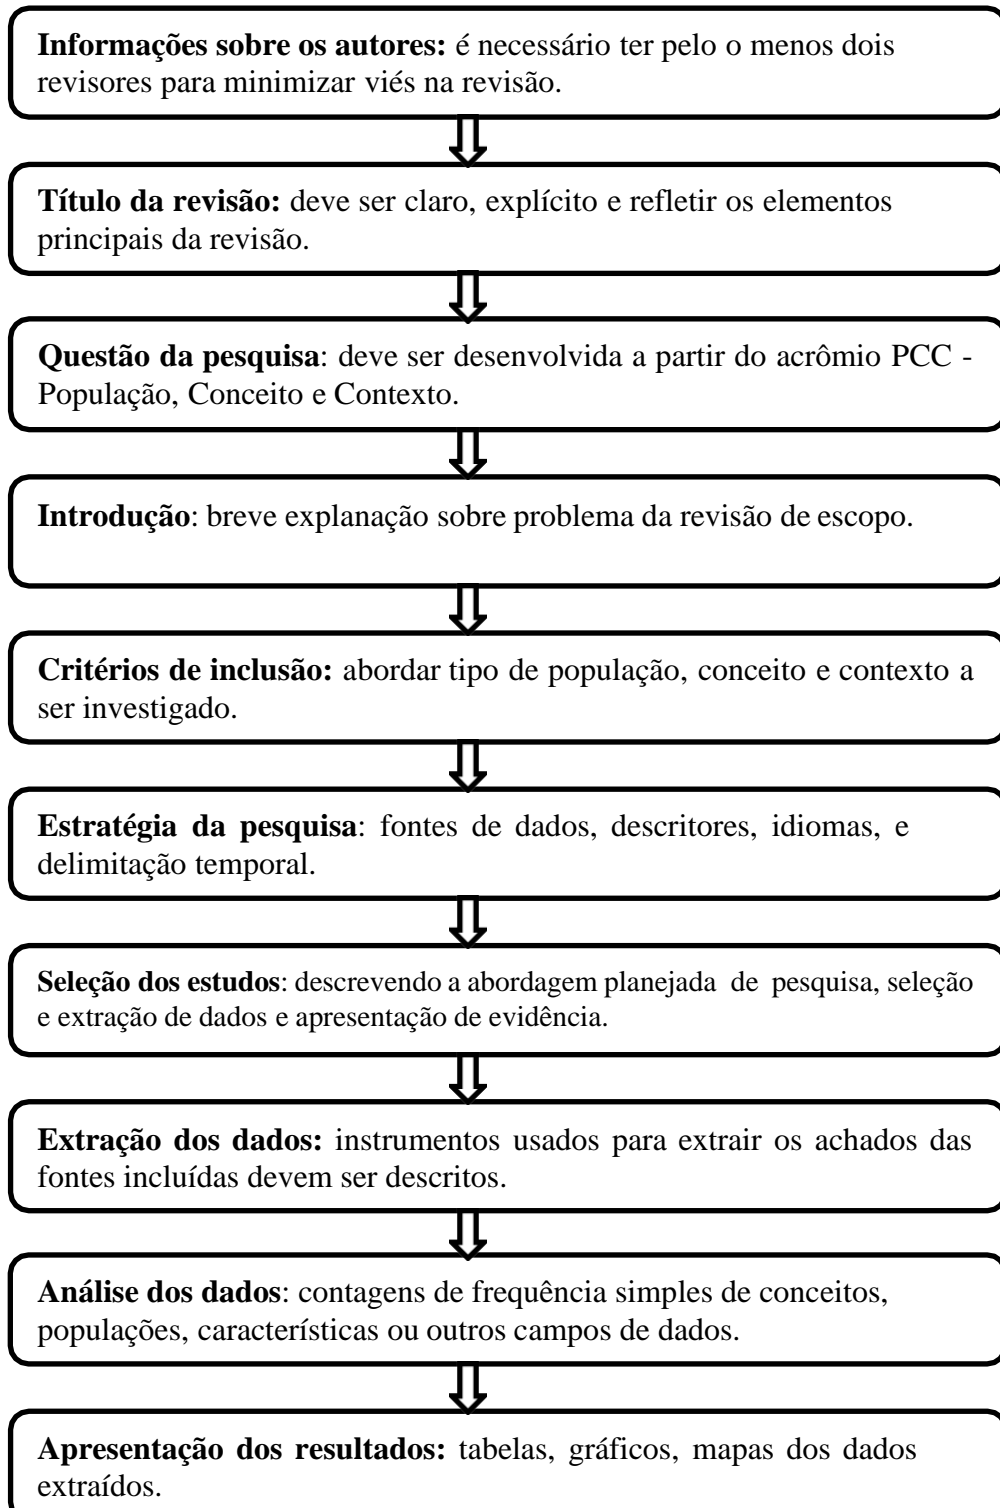 Informações sobre os autores: é necessário ter pelo o menos dois
revisores para minimizar viés na revisão.
Título da revisão: deve ser claro, explícito e refletir os elementos
principais da revisão.
Questão da pesquisa: deve ser desenvolvida a partir do acrômio PCC -
População, Conceito e Contexto.
Introdução: breve explanação sobre problema da revisão de escopo.
Critérios de inclusão: abordar tipo de população, conceito e contexto a
ser investigado.
Estratégia da pesquisa: fontes de dados, descritores, idiomas, e
delimitação temporal.
Seleção dos estudos: descrevendo a abordagem planejada de pesquisa, seleção
e extração de dados e apresentação de evidência.
Extração dos dados: instrumentos usados para extrair os achados das
fontes incluídas devem ser descritos.
Análise dos dados: contagens de frequência simples de conceitos,
populações, características ou outros campos de dados.
Apresentação dos resultados: tabelas, gráficos, mapas dos dados
extraídos.